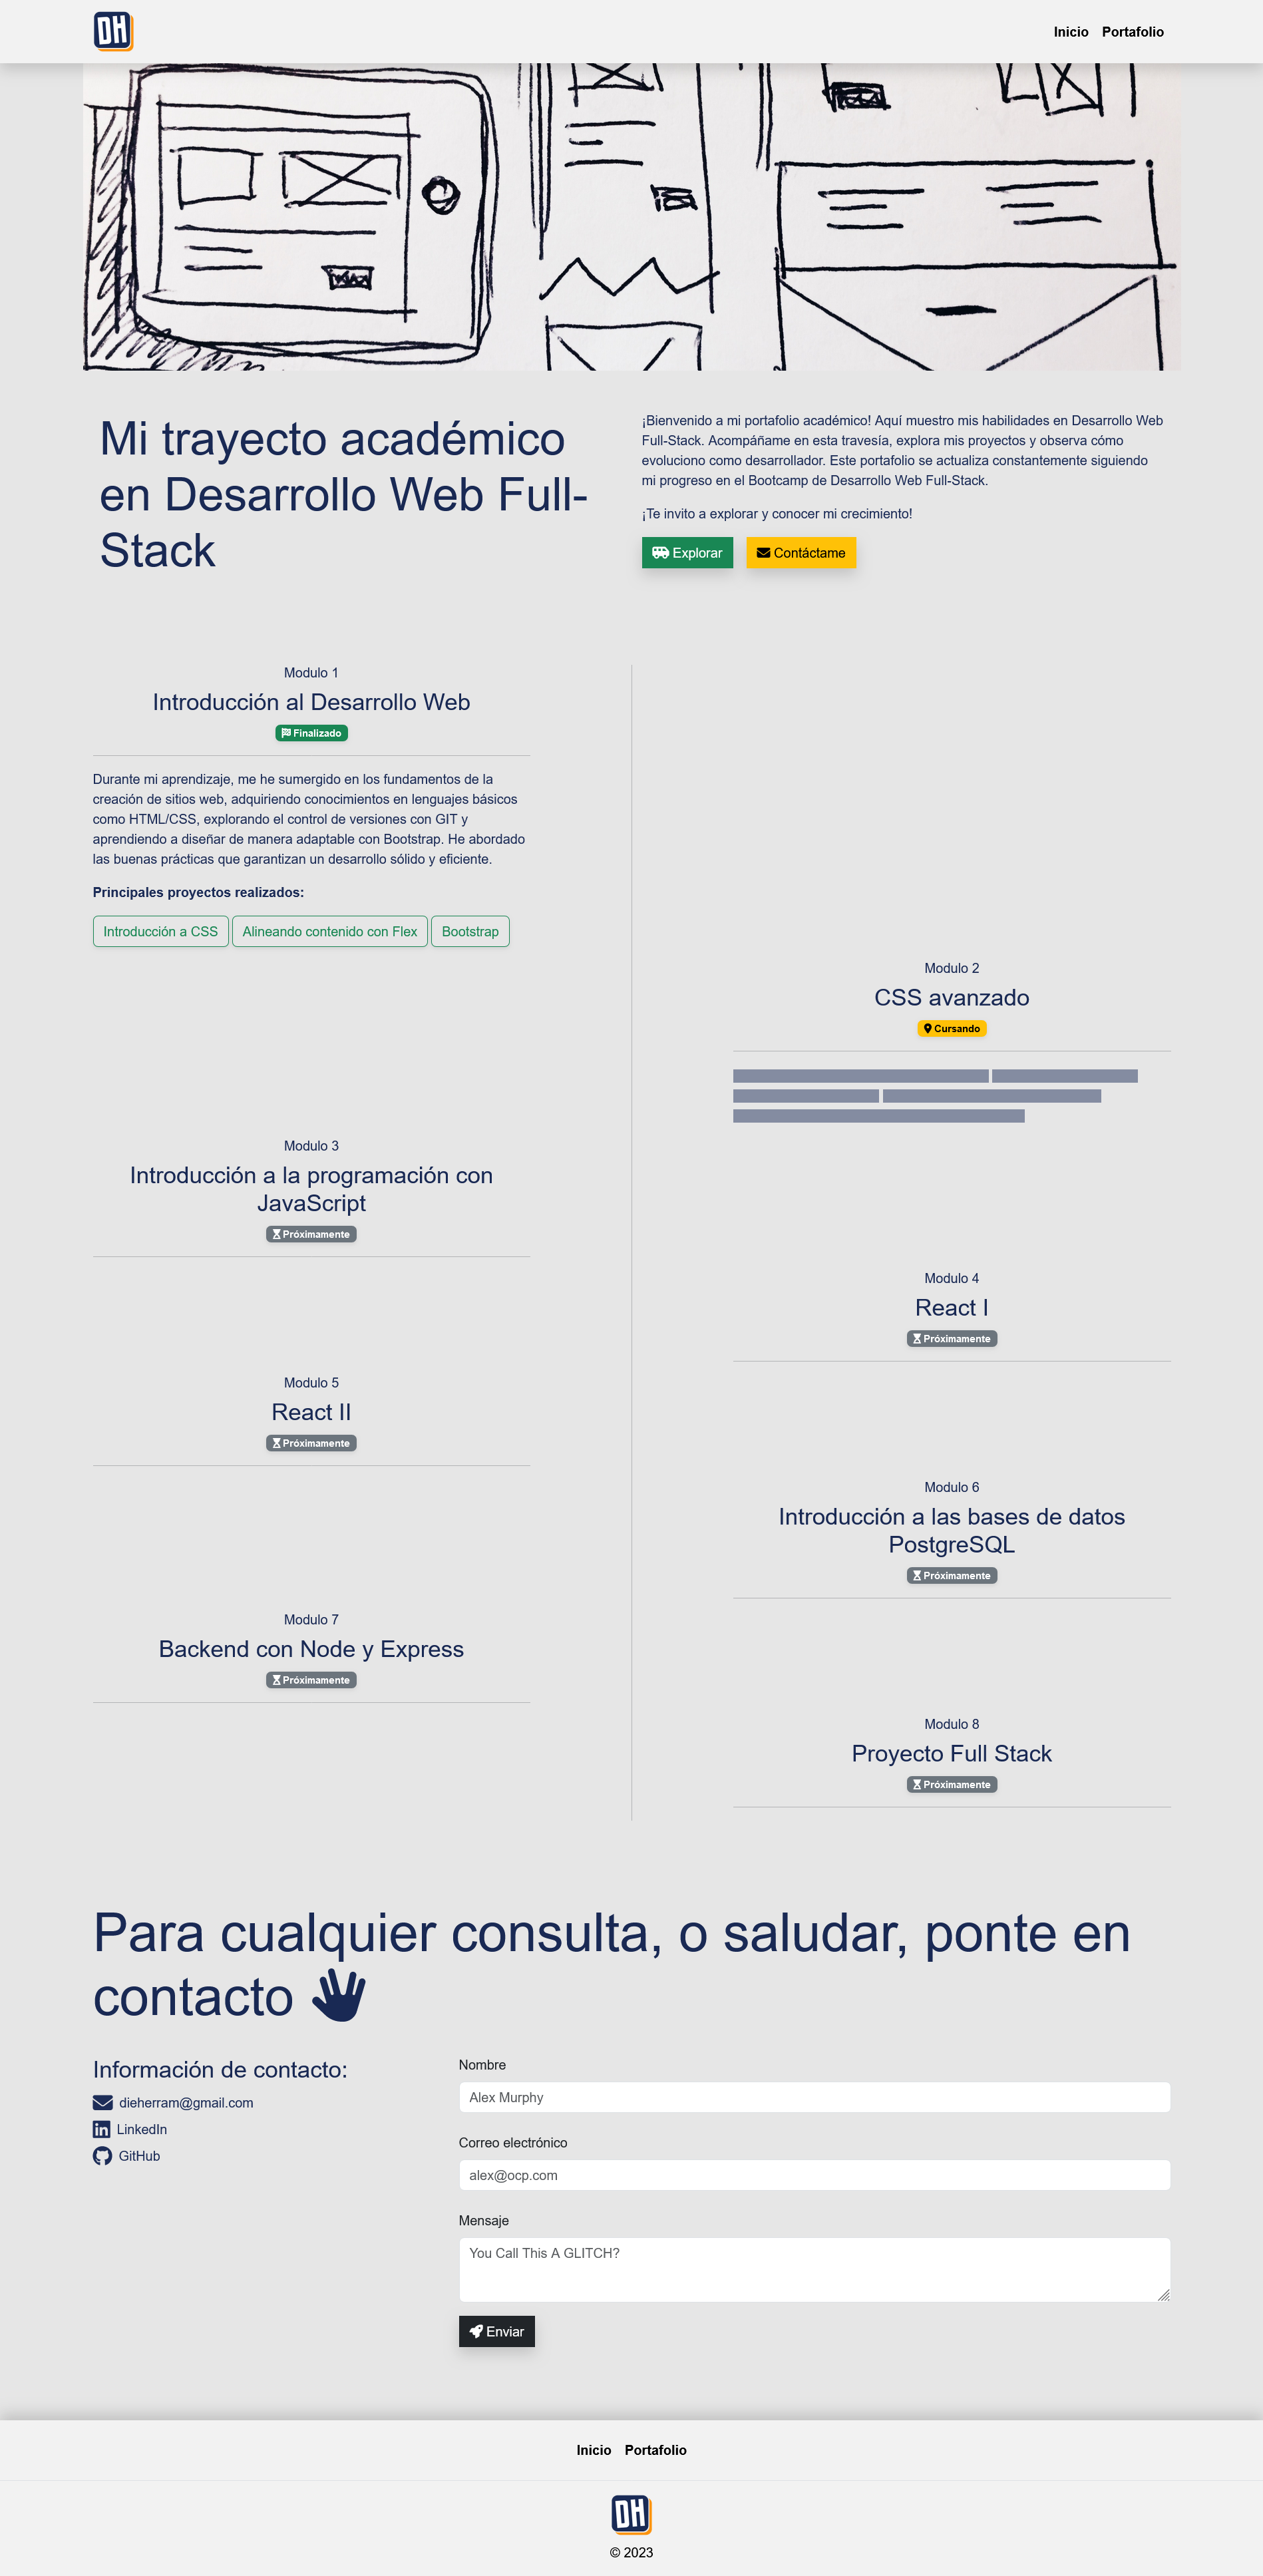 DH
Inicio Portafolio
Mi trayecto académico
en Desarrollo Web Full-
Stack
¡Bienvenido a mi portafolio académico! Aquí muestro mis habilidades en Desarrollo Web
Full-Stack. Acompáñame en esta travesía, explora mis proyectos y observa cómo
evoluciono como desarrollador. Este portafolio se actualiza constantemente siguiendo
mi progreso en el Bootcamp de Desarrollo Web Full-Stack.
¡Te invito a explorar y conocer mi crecimiento!
Explorar Contáctame
Modulo 1
Introducción al Desarrollo Web
Finalizado
Durante mi aprendizaje, me he sumergido en los fundamentos de la
creación de sitios web, adquiriendo conocimientos en lenguajes básicos
como HTML/CSS, explorando el control de versiones con GIT y
aprendiendo a diseñar de manera adaptable con Bootstrap. He abordado
las buenas prácticas que garantizan un desarrollo sólido y eficiente.
Principales proyectos realizados:
Introducción a CSS Alineando contenido con Flex Bootstrap
Modulo 2
CSS avanzado
Cursando
Modulo 3
Introducción a la programación con
JavaScript
Próximamente
Modulo 4
React I
Próximamente
Modulo 5
React II
Próximamente
Modulo 6
Introducción a las bases de datos
PostgreSQL
Próximamente
Modulo 7
Backend con Node y Express
Próximamente
Modulo 8
Proyecto Full Stack
Próximamente
Para cualquier consulta, o saludar, ponte en
contacto
Información de contacto:
dieherram@gmail.com
LinkedIn
GitHub
Nombre
Alex Murphy
Correo electrónico
alex@ocp.com
Mensaje
You Call This A GLITCH?
Enviar
Inicio Portafolio
DH
© 2023